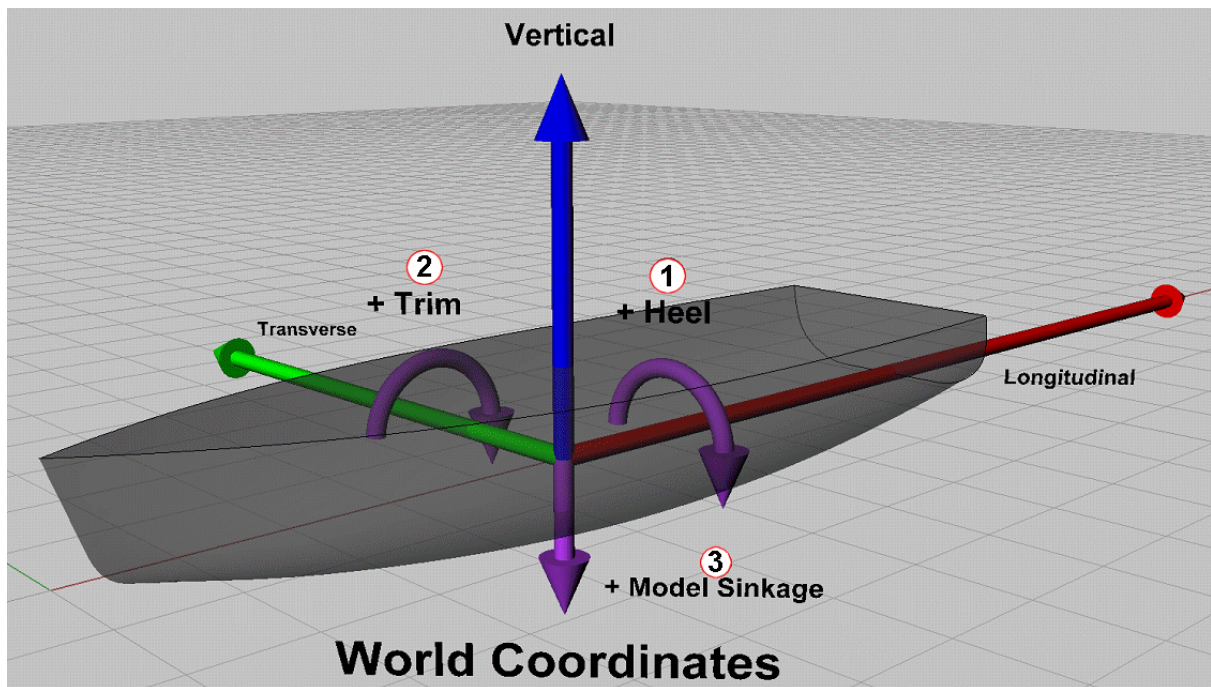 Vertical
2
+ Trim
1
+ Heel
Transverse
Longitudinal
3
+ Model Sinkage
World Coordinates